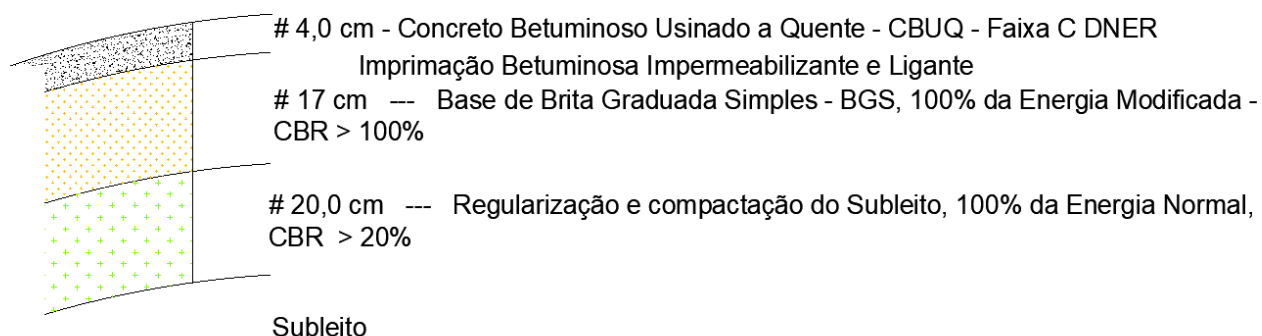 # 4,0 cm - Concreto Betuminoso Usinado a Quente - CBUQ - Faixa C DNER
Imprimação Betuminosa Impermeabilizante e Ligante
# 17 cm --- Base de Brita Graduada Simples - BGS, 100% da Energia Modificada -
CBR > 100%
# 20,0 cm --- Regularização e compactação do Subleito, 100% da Energia Normal,
CBR > 20%
Subleito